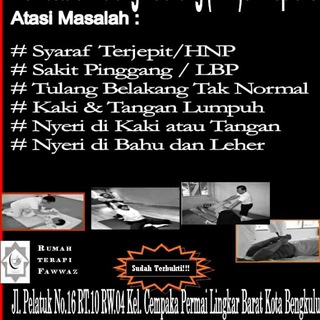 Atasi Masalah :
# Syaraf Terjepit/HNP
# Sakit Pinggang / LBP
# Tulang Belakang Tak Normal
# Kaki & Tangan Lumpuh
# Nyeri di Kaki atau Tangan
# Nyeri di Bahu dan Leher
RUMAH
TERAPI
FAWWAZ
Sudah Terbukti!!!
Jl. Pelatuk No.16 RT.10 RW.04 Kel. Cempaka Permai Lingkar Barat Kota Bengkulu